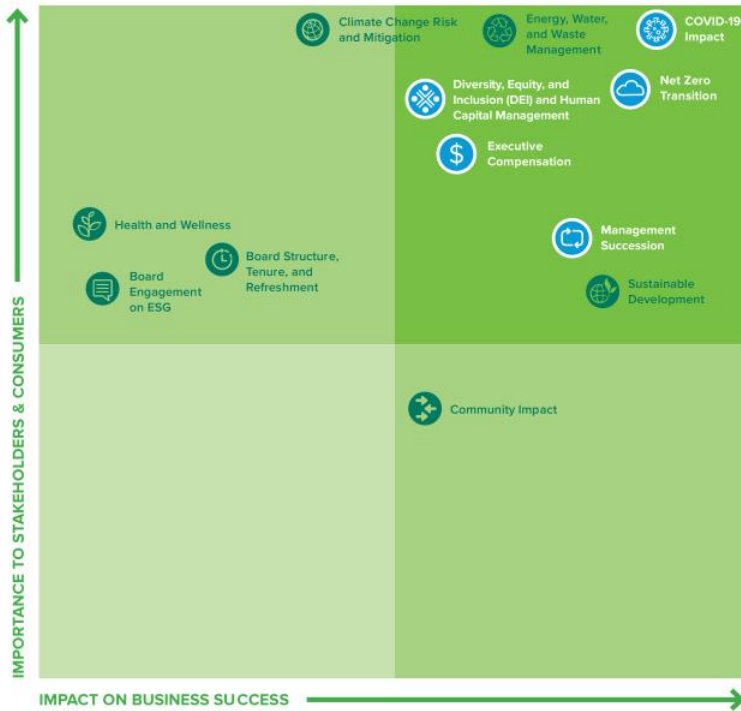 Climate Change Risk
and Mitigation
Energy, Water,
and Waste
Management
COVID-19
Impact
Diversity, Equity, and
Inclusion (DEI) and Human
Capital Management
Net Zero
Transition
$
Executive
Compensation
Health and Wellness
Board Structure,
Tenure, and
Refreshment
Board
Engagement
on ESG
Management
Succession
Sustainable
Development
Community Impact
IMPORTANCE TO STAKEHOLDERS & CONSUMERS
IMPACT ON BUSINESS SUCCESS